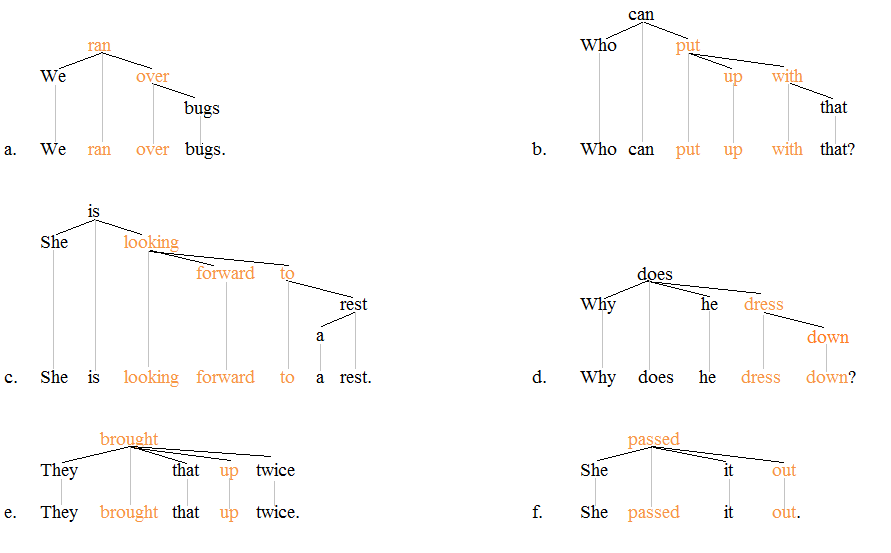 ran
We
over
bugs
a. We ran over bugs.
can
Who
put
up with
that
b. Who can put up with that?
is
She
looking
forward to
rest
a
c. She is looking forward to a rest.
does
Why
he
dress
down
d. Why does he dress down?
brought
They that up twice
e. They brought that up twice.
passed
She it out
f. She passed it out.